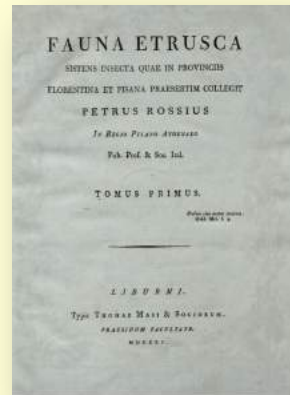 FAUNA ETRUSCA
SISTENS INSECTA QUAE IN PROVINCIIS
FLORENTINA ET PISANA PRAESERTIM COLLEGIT
PETRUS ROSSIUS
IN REGIO PISANO ATHENAEO
Pub. Prof. & Soc. Ital.
TOMUS PRIMUS.
LIBURNI.
Typis THOMAE MASI & SOCIORUM.
PRAESIDUM FACULTATE.